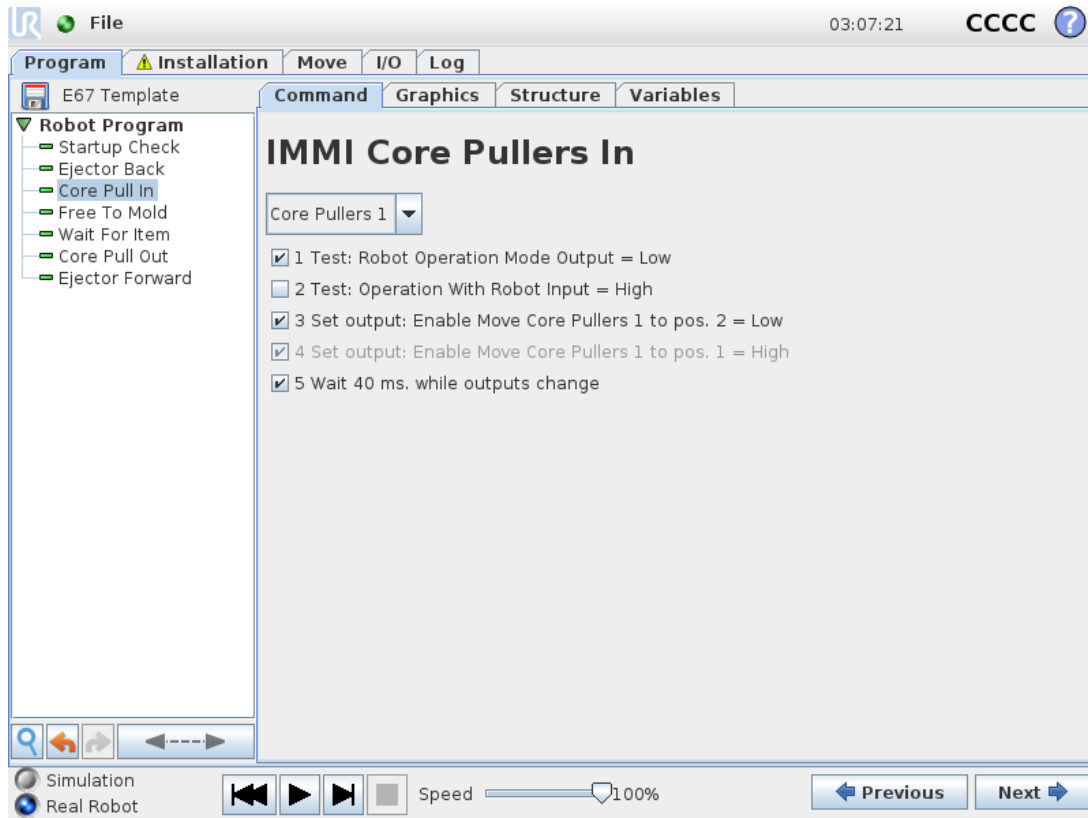 UR File 03:07:21 CCCC ?
Program Installation Move I/O Log
E67 Template
Command Graphics Structure Variables
Robot Program
Startup Check
Ejector Back
Core Pull In
Free To Mold
Wait For Item
Core Pull Out
Ejector Forward
IMMI Core Pullers In
Core Pullers 1
1 Test: Robot Operation Mode Output = Low
2 Test: Operation With Robot Input = High
3 Set output: Enable Move Core Pullers 1 to pos. 2 = Low
4 Set output: Enable Move Core Pullers 1 to pos. 1 = High
5 Wait 40 ms. while outputs change
Simulation
Real Robot
Speed 100%
Previous Next